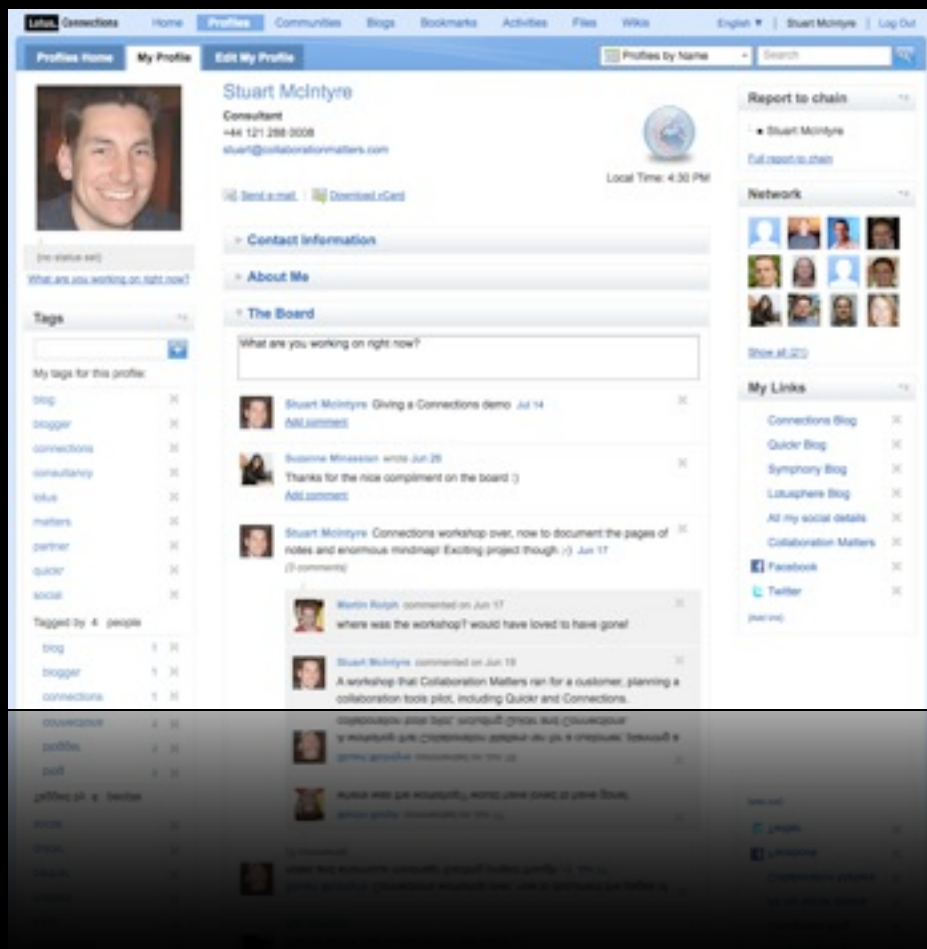 Lotus. Connections Home Profiles Communities Blogs Bookmarks Activities Files Wikis English Stuart McIntyre Log Out
Profiles Home My Profile Edit My Profile Profiles by Name Search
Stuart McIntyre
Consultant
+44 121 288 0008
stuart@collaborationmatters.com
Local Time: 4:30 PM
Send e-mail Download vCard
(no status set)
What are you working on right now?
Tags
My tags for this profile:
blog
blogger
connections
consultancy
lotus
matters
partner
quickr
social
Tagged by 4 people
blog 1
blogger 1
connections 1
Contact Information
About Me
The Board
What are you working on right now?
Stuart McIntyre Giving a Connections demo Jul 14
Add comment
Suzanne Minassian wrote Jun 26
Thanks for the nice compliment on the board :)
Add comment
Stuart McIntyre Connections workshop over, now to document the pages of
notes and enormous mindmap! Exciting project though :-) Jun 17
(3 comments)
Martin Rolph commented on Jun 17
where was the workshop? would have loved to have gone!
Stuart McIntyre commented on Jun 18
A workshop that Collaboration Matters ran for a customer, planning a
collaboration tools pilot, including Quickr and Connections.
Report to chain
Stuart McIntyre
Full report to chain
Network
Show all (21)
My Links
Connections Blog
Quickr Blog
Symphony Blog
Lotusphere Blog
All my social details
Collaboration Matters
Facebook
Twitter